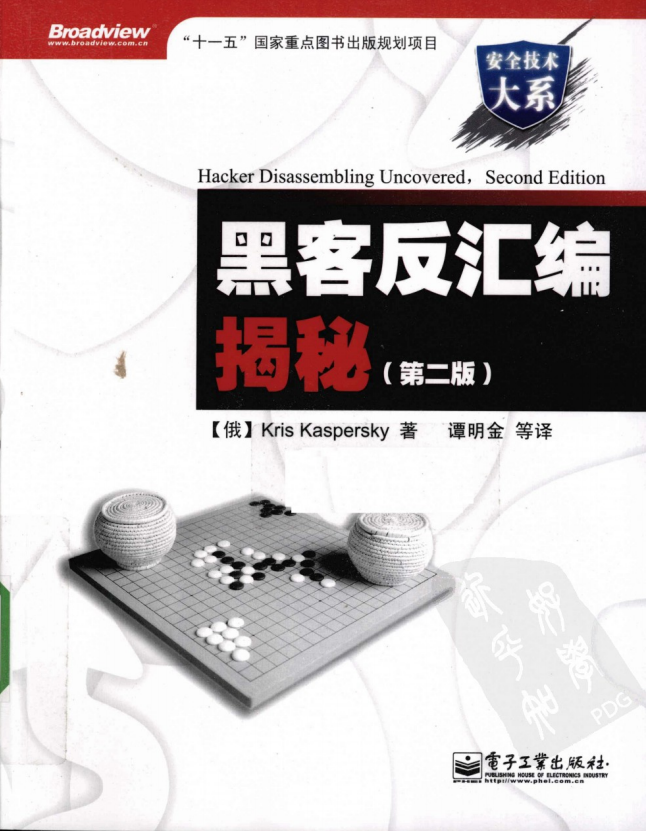 Broadview
www.broadview.com.cn
“十一五”国家重点图书出版规划项目
安全技术
大系
Hacker Disassembling Uncovered，Second Edition
黑客反汇编
揭秘（第二版）
【俄】Kris Kaspersky 著 谭明金 等译
PDG
電子工業出版社·
PUBLISHING HOUSE OF ELECTRONICS INDUSTRY
http://www.phei.com.cn